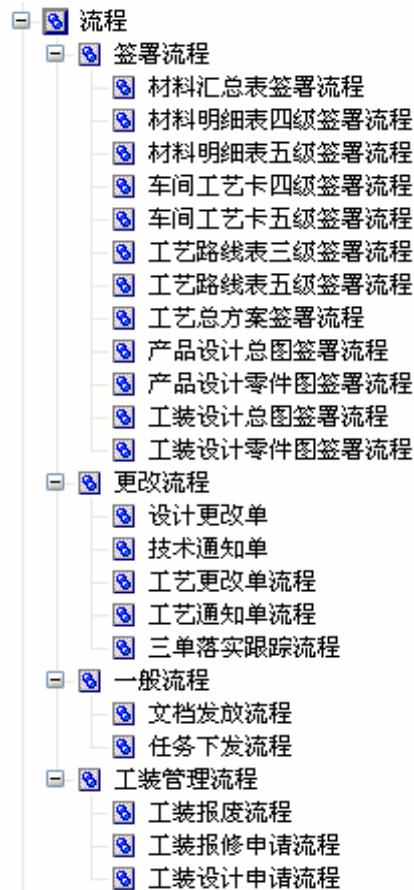 流程
签署流程
材料汇总表签署流程
材料明细表四级签署流程
材料明细表五级签署流程
车间工艺卡四级签署流程
车间工艺卡五级签署流程
工艺路线表三级签署流程
工艺路线表五级签署流程
工艺总方案签署流程
产品设计总图签署流程
产品设计零件图签署流程
工装设计总图签署流程
工装设计零件图签署流程
更改流程
设计更改单
技术通知单
工艺更改单流程
工艺通知单流程
三单落实跟踪流程
一般流程
文档发放流程
任务下发流程
工装管理流程
工装报废流程
工装报修申请流程
工装设计申请流程